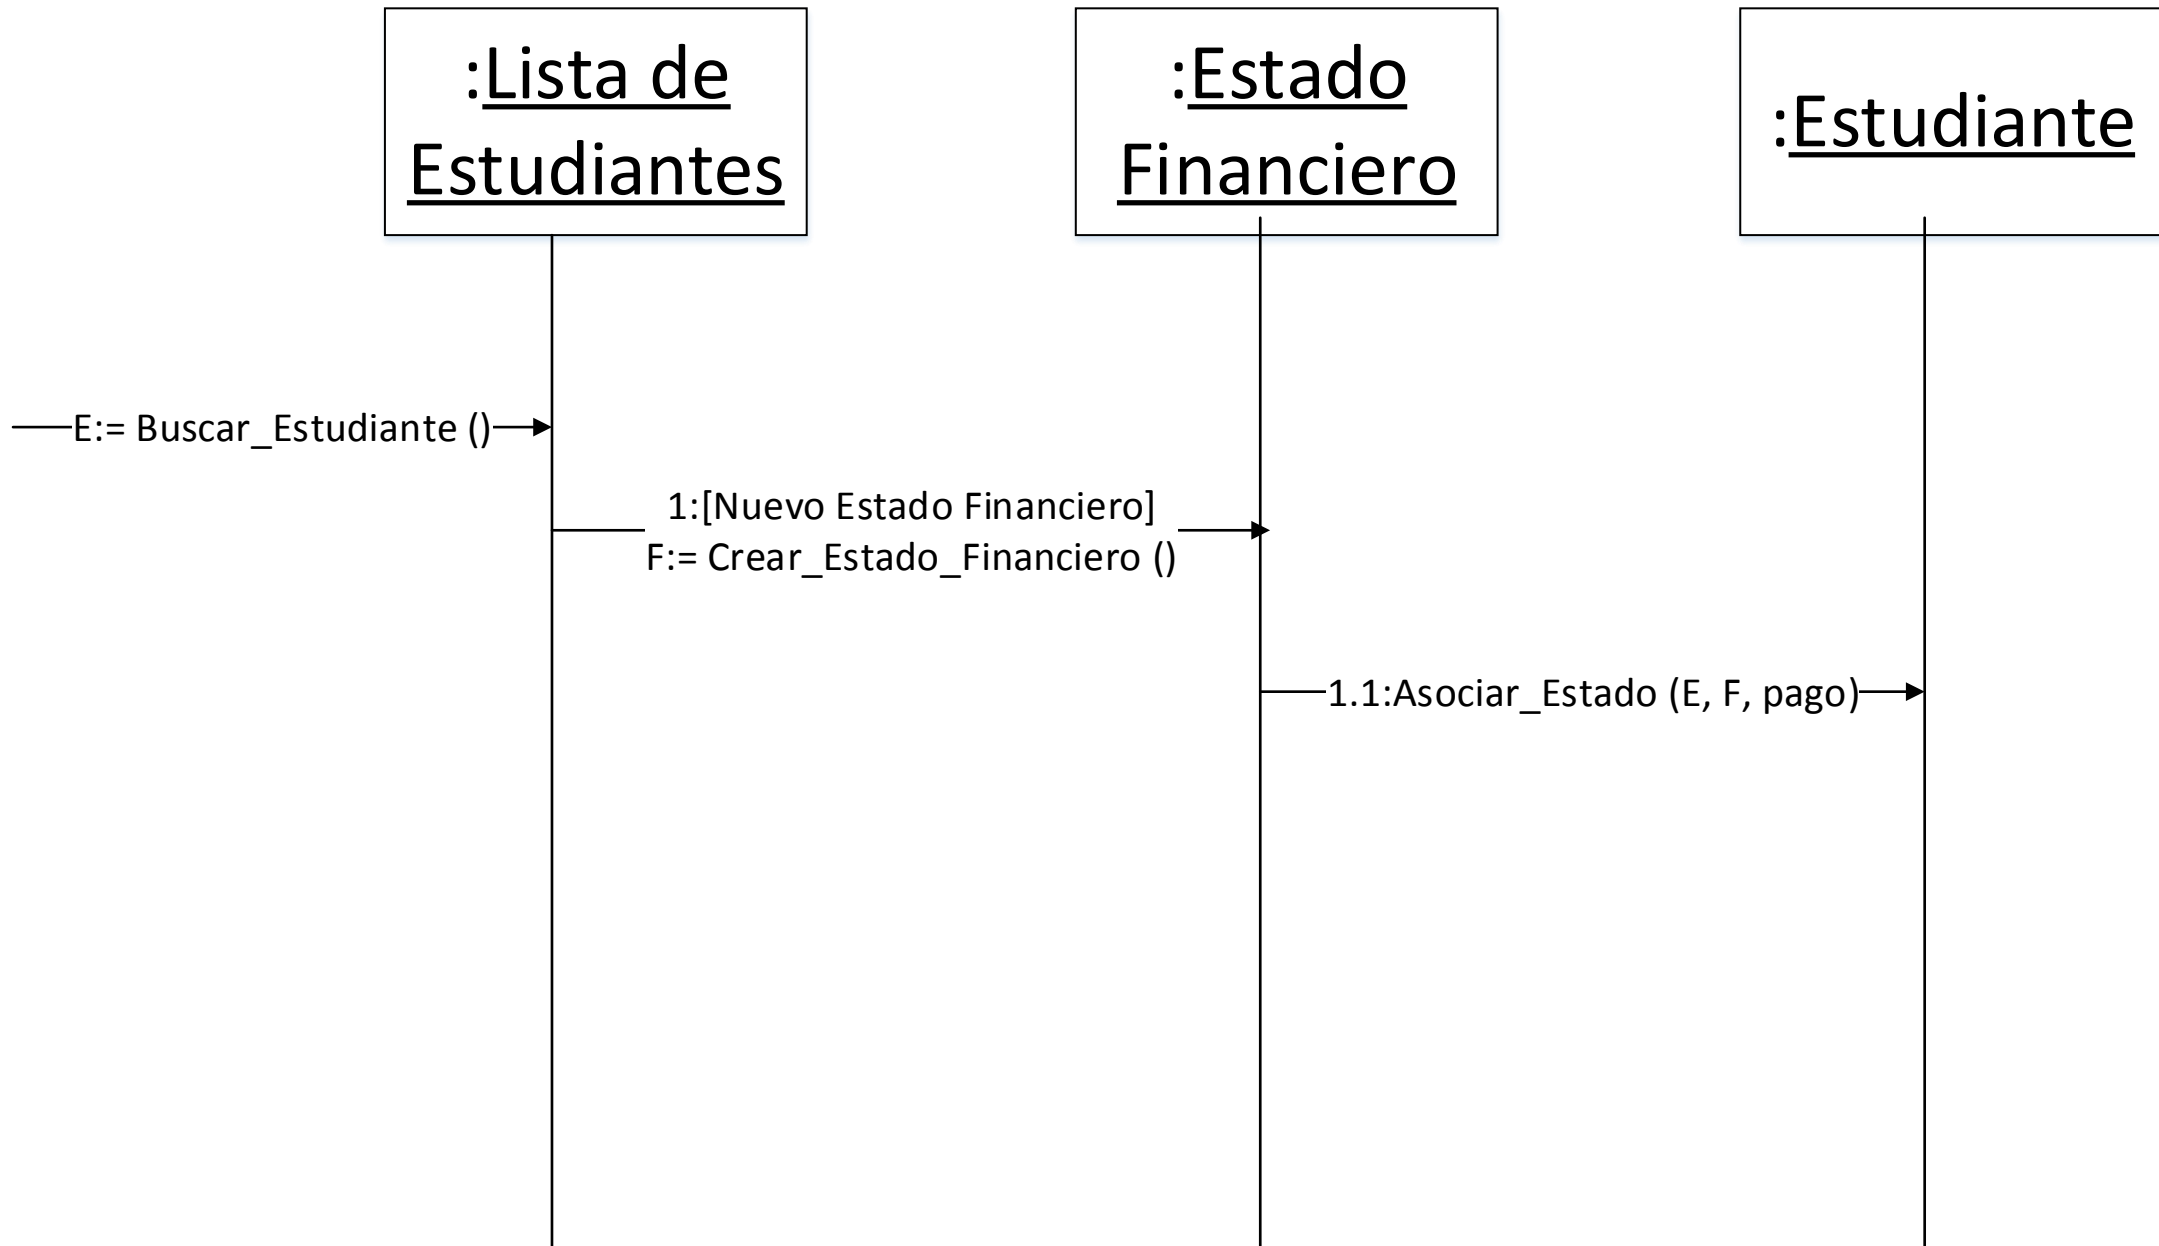 :Lista de
Estudiantes
:Estado
Financiero
:Estudiante
E:= Buscar_Estudiante ()
1:[Nuevo Estado Financiero]
F:= Crear_Estado_Financiero ()
1.1:Asociar_Estado (E, F, pago)